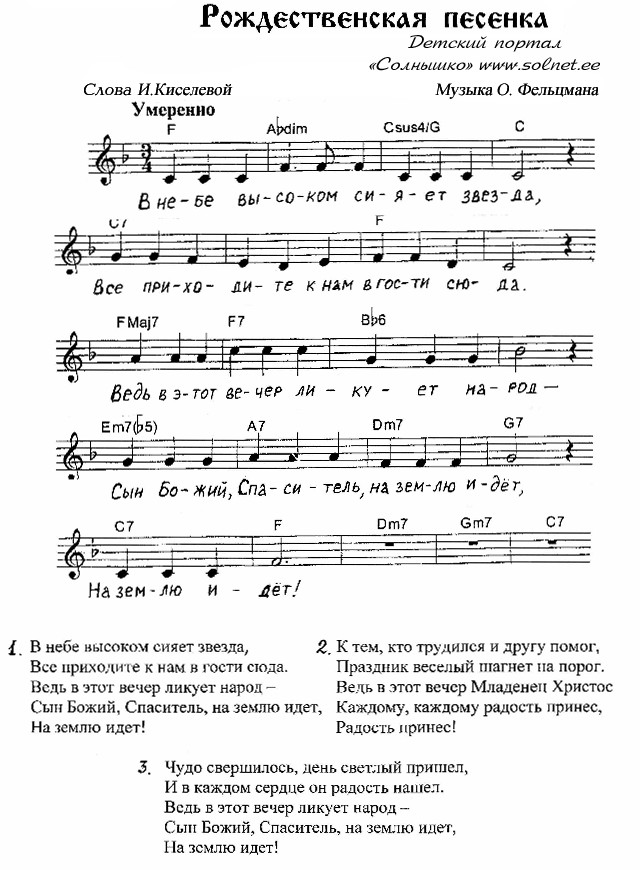 Рождественская песенка
Детский портал
«Солнышко» www.solnet.ee
Слова И.Киселевой Музыка О. Фельцмана
Умеренно
F A♭dim Csus4/G C
3/4
В не-бе вы-со-ком си-я-ет звез-да,
C7 F
Все при-хо-ди-те к нам в гос-ти сю-да.
FMaj7 F7 B♭6
Ведь в э-тот ве-чер ли-ку-ет на-род—
Em7(♭5) A7 Dm7 G7
Сын Бо-жий, Спа-си-тель, на зем-лю и-дёт,
C7 F Dm7 Gm7 C7
На зем-лю и-дёт!
1. В небе высоком сияет звезда,
Все приходите к нам в гости сюда.
Ведь в этот вечер ликует народ –
Сын Божий, Спаситель, на землю идет,
На землю идет!
2. К тем, кто трудился и другу помог,
Праздник веселый шагнет на порог.
Ведь в этот вечер Младенец Христос
Каждому, каждому радость принес,
Радость принес!
3. Чудо свершилось, день светлый пришел,
И в каждом сердце он радость нашел.
Ведь в этот вечер ликует народ –
Сын Божий, Спаситель, на землю идет,
На землю идет!